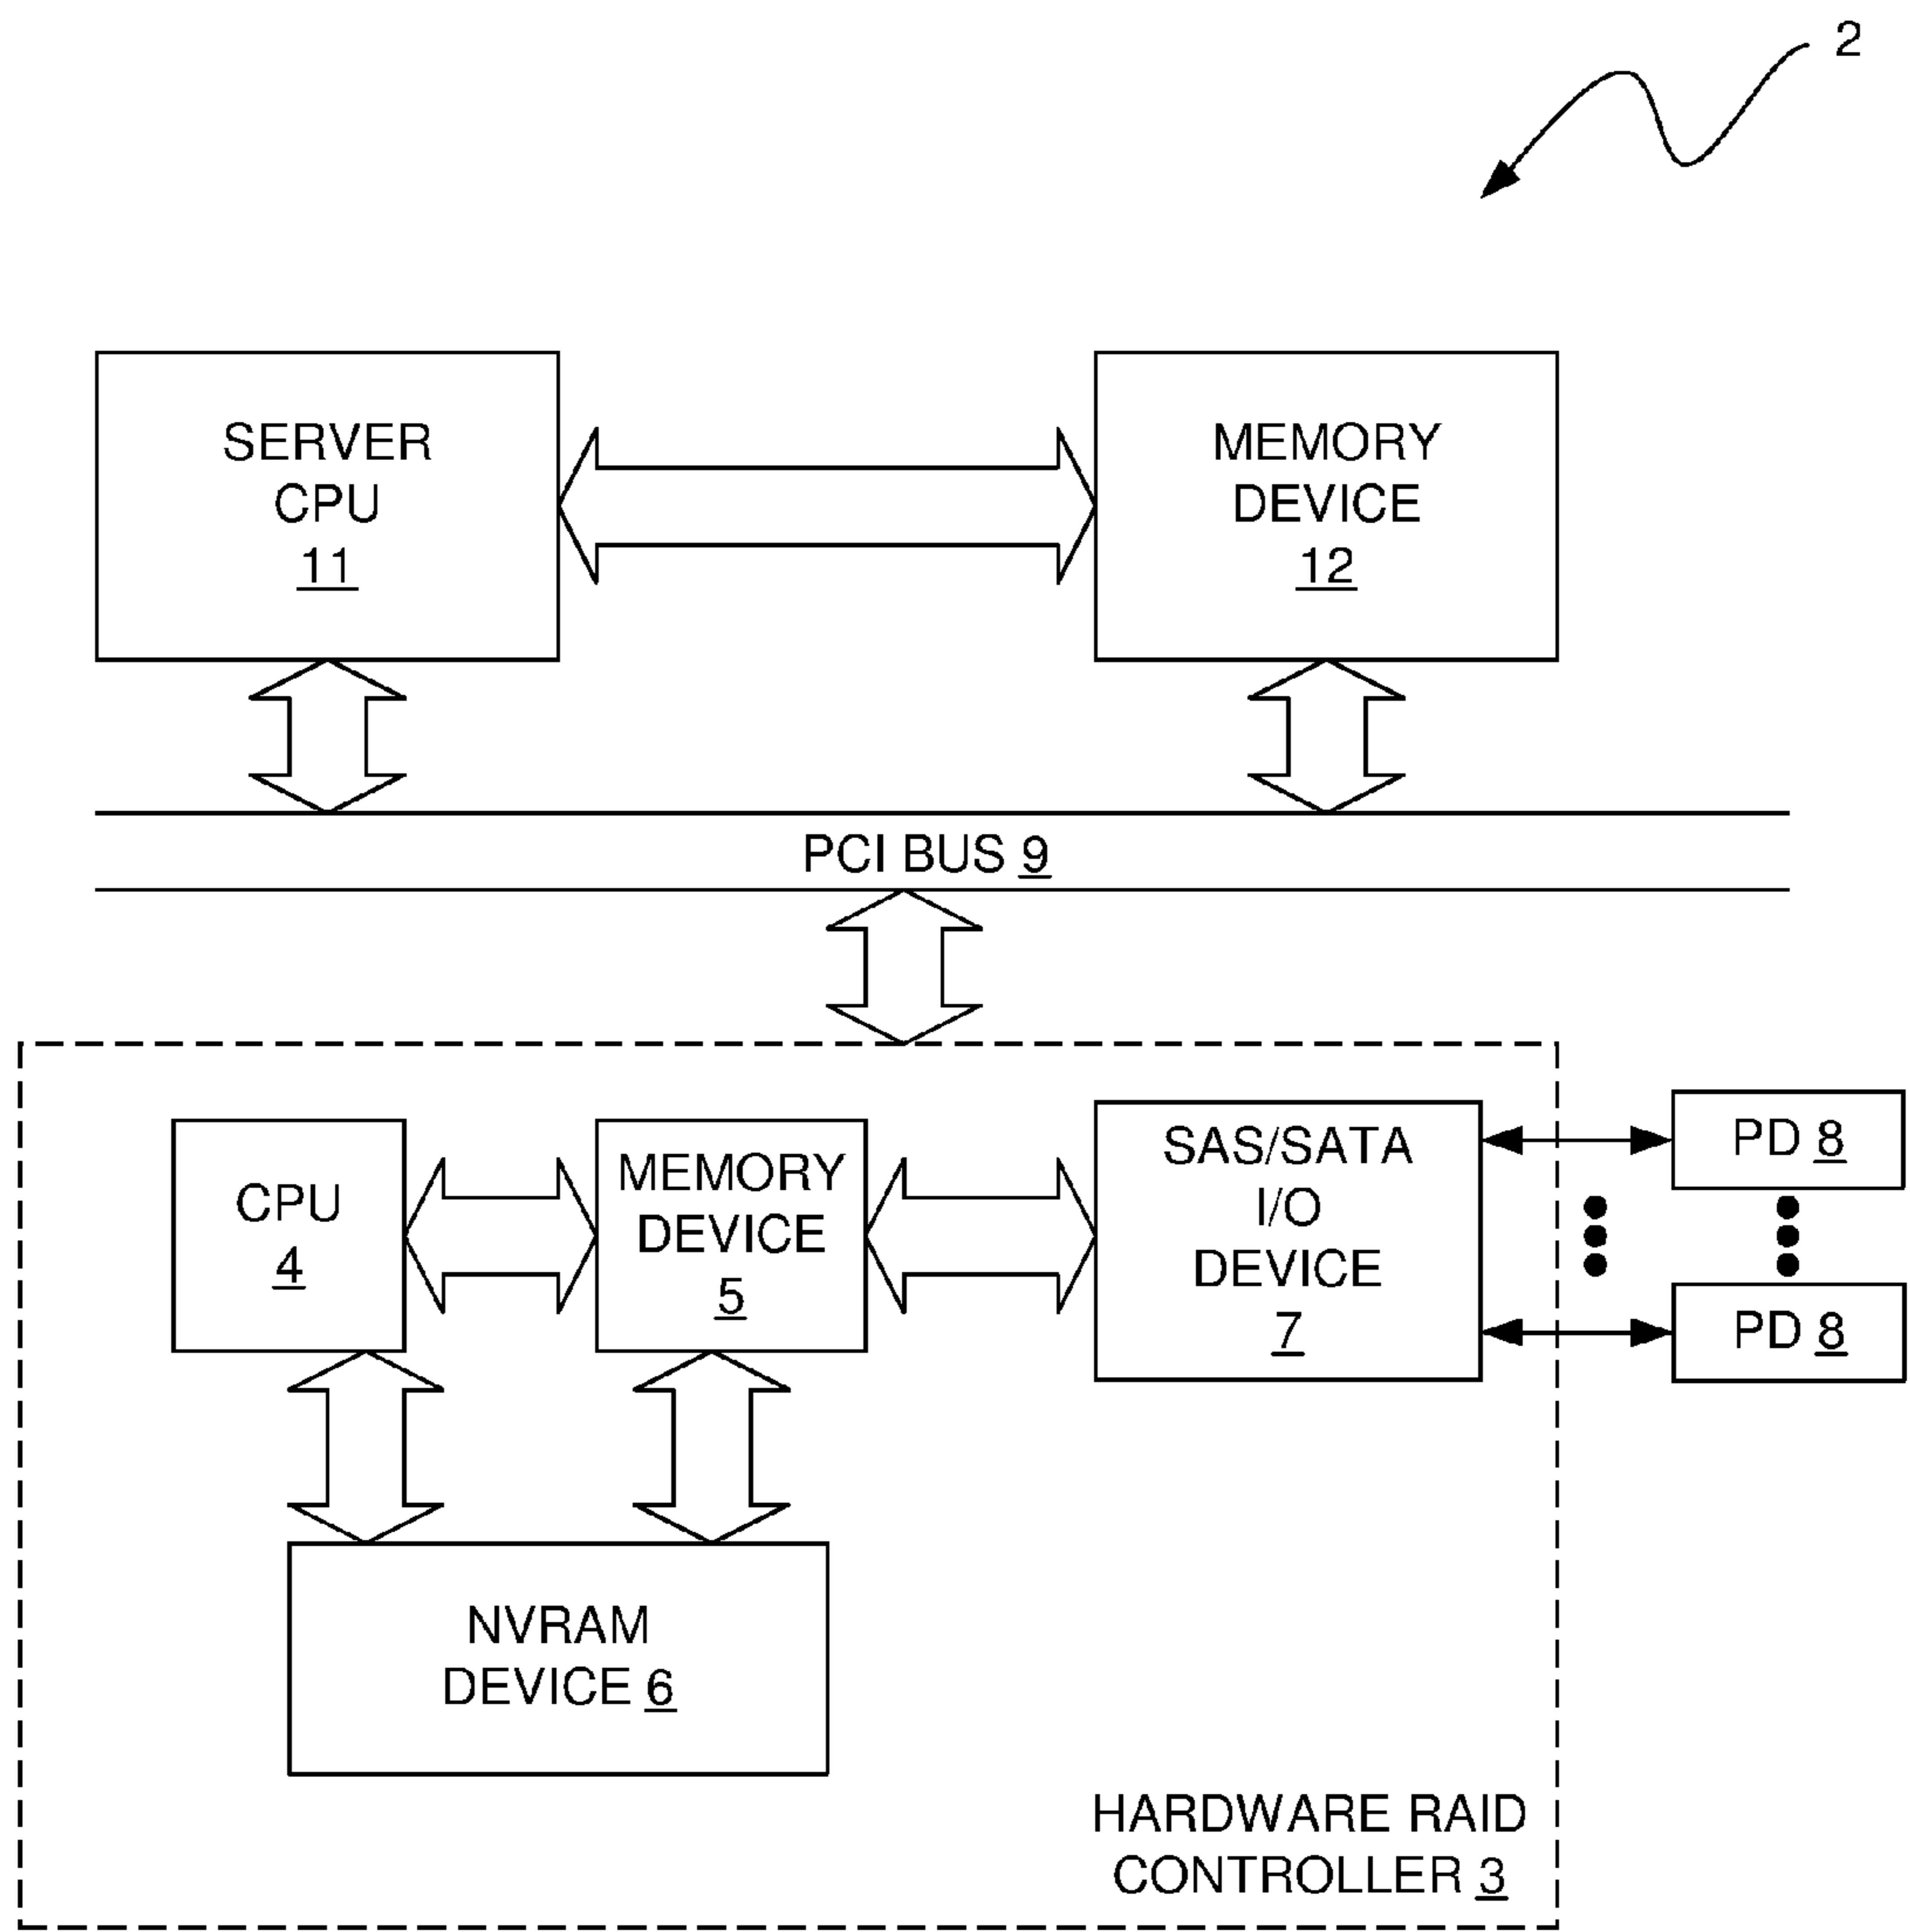 2
SERVER
CPU
11
MEMORY
DEVICE
12
PCI BUS 9
CPU
4
MEMORY
DEVICE
5
SAS/SATA
I/O
DEVICE
7
PD 8
PD 8
NVRAM
DEVICE 6
HARDWARE RAID
CONTROLLER 3